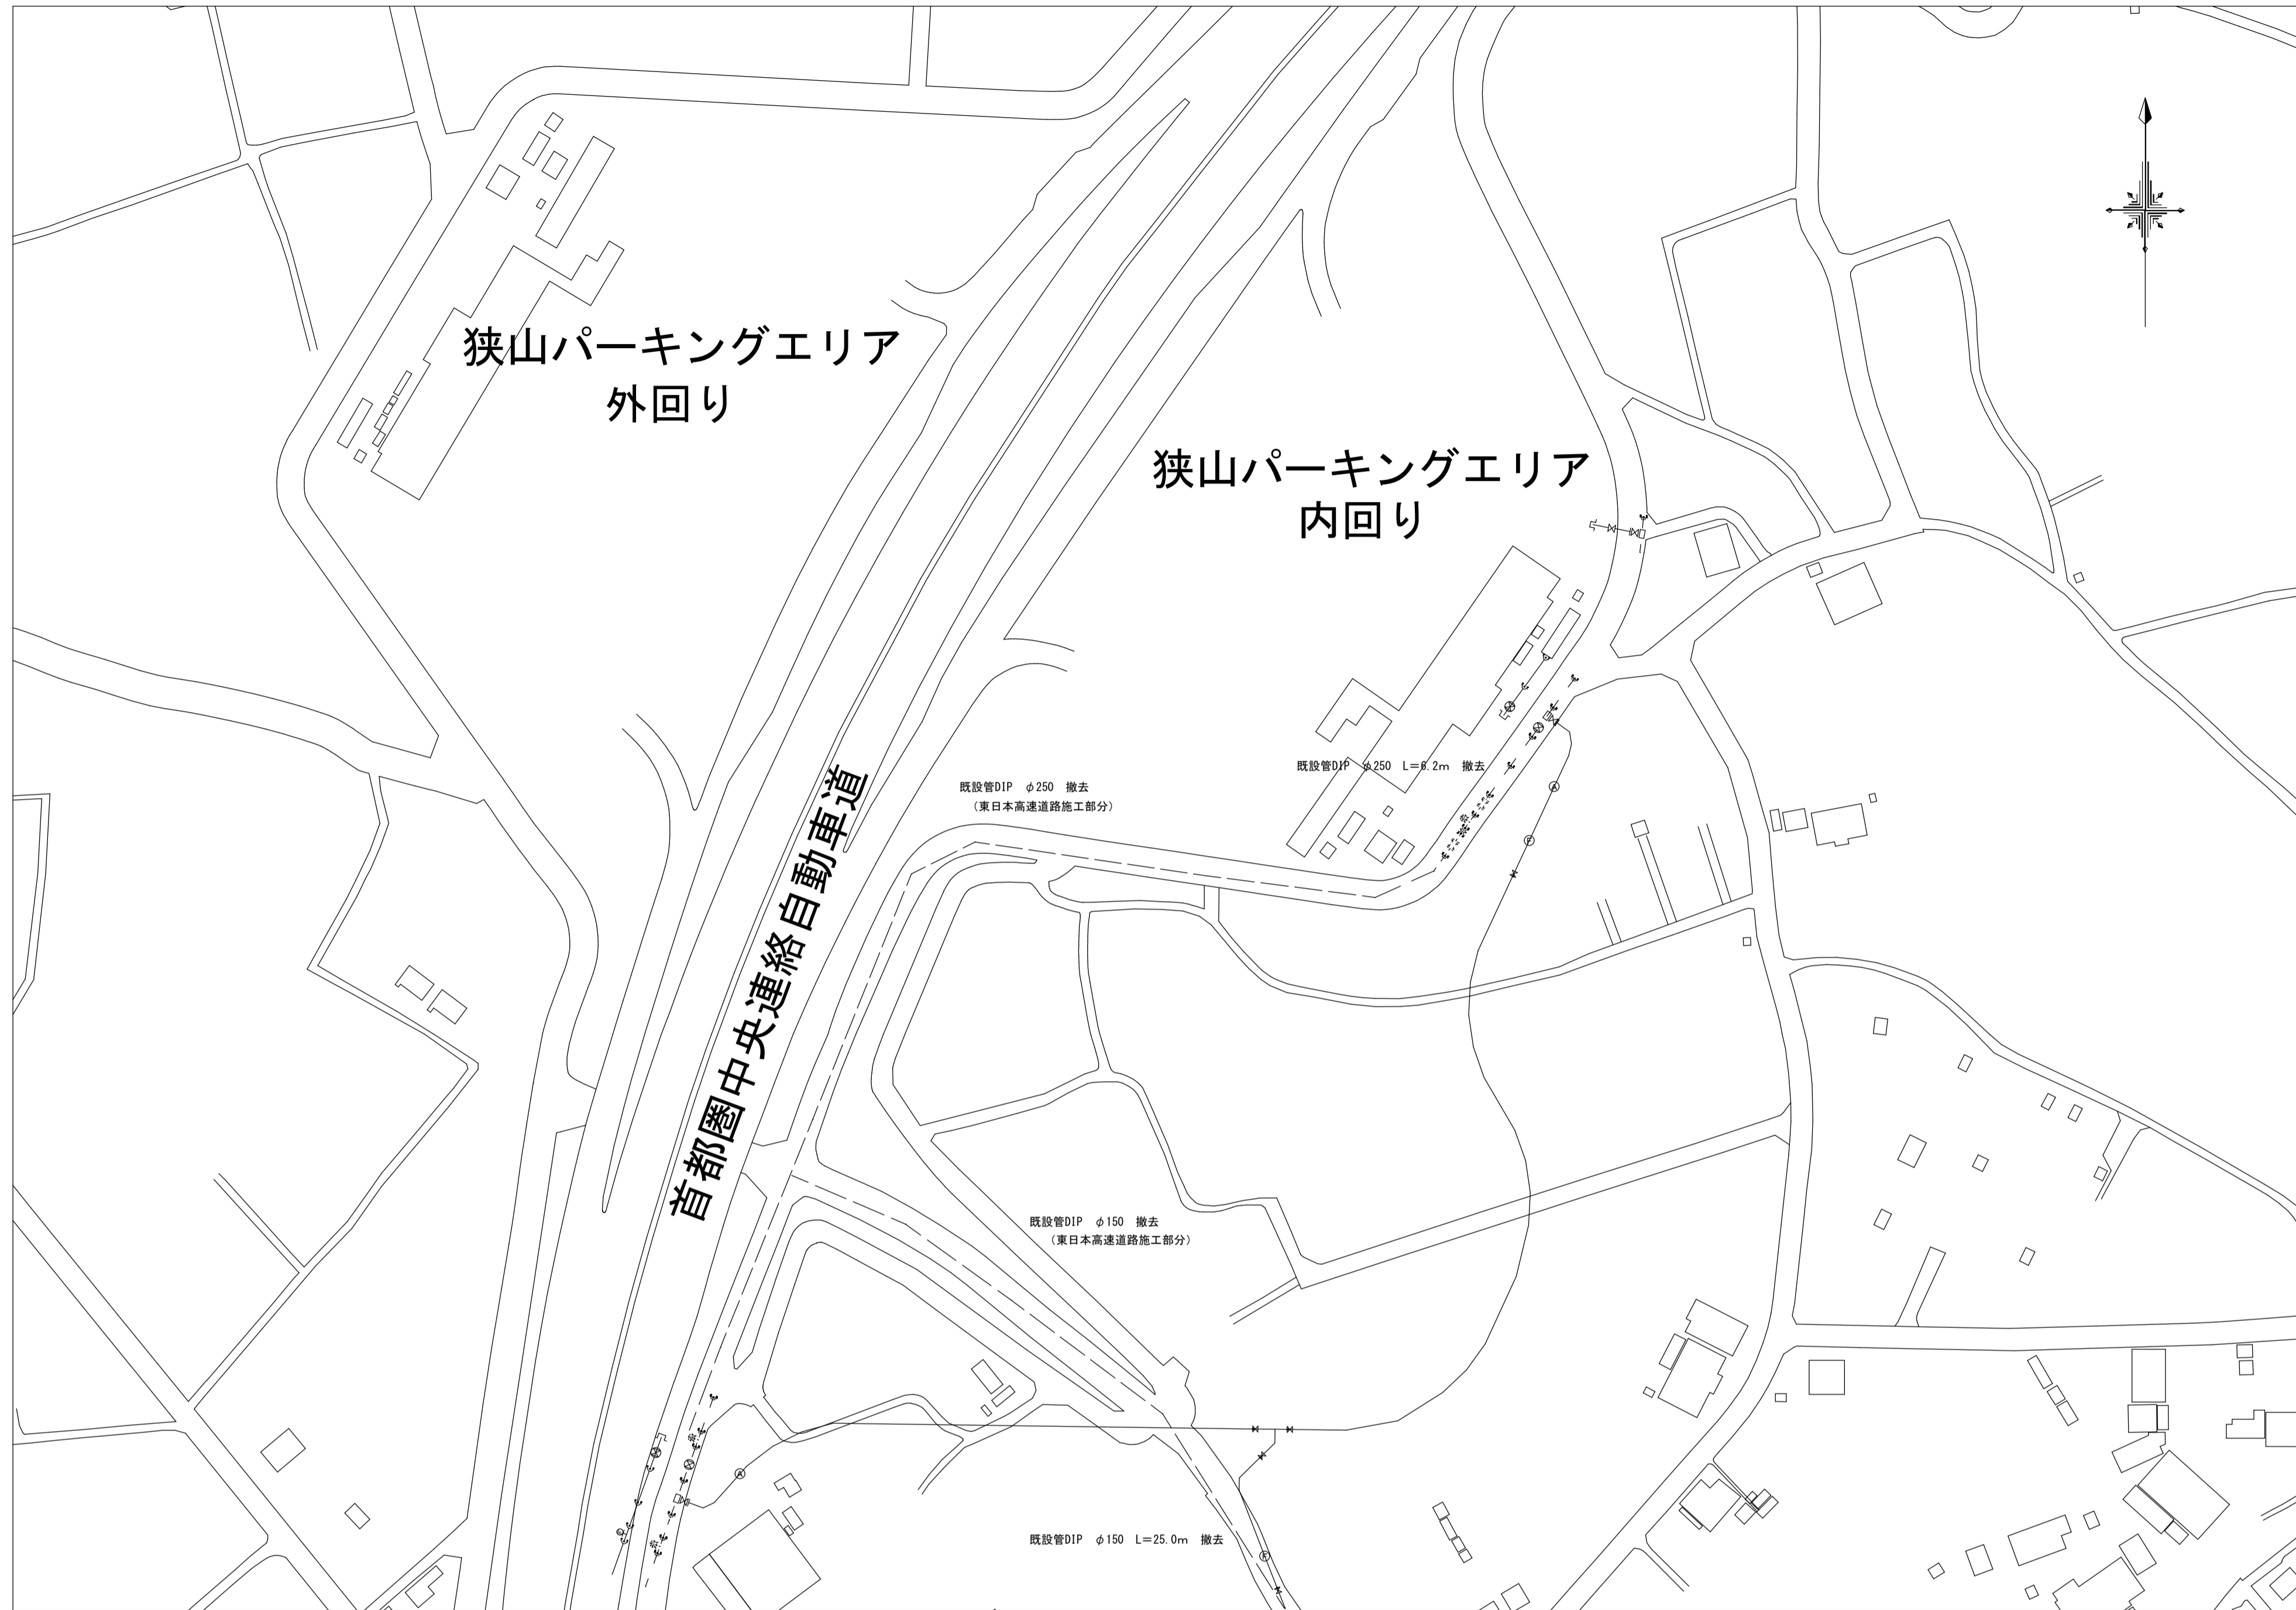 狭山パーキングエリア
外回り
狭山パーキングエリア
内回り
既設管DIP φ250 L=6.2m 撤去
既設管DIP φ250 撤去
(東日本高速道路施工部分)
首都圏中央連絡自動車道
既設管DIP φ150 撤去
(東日本高速道路施工部分)
既設管DIP φ150 L=25.0m 撤去